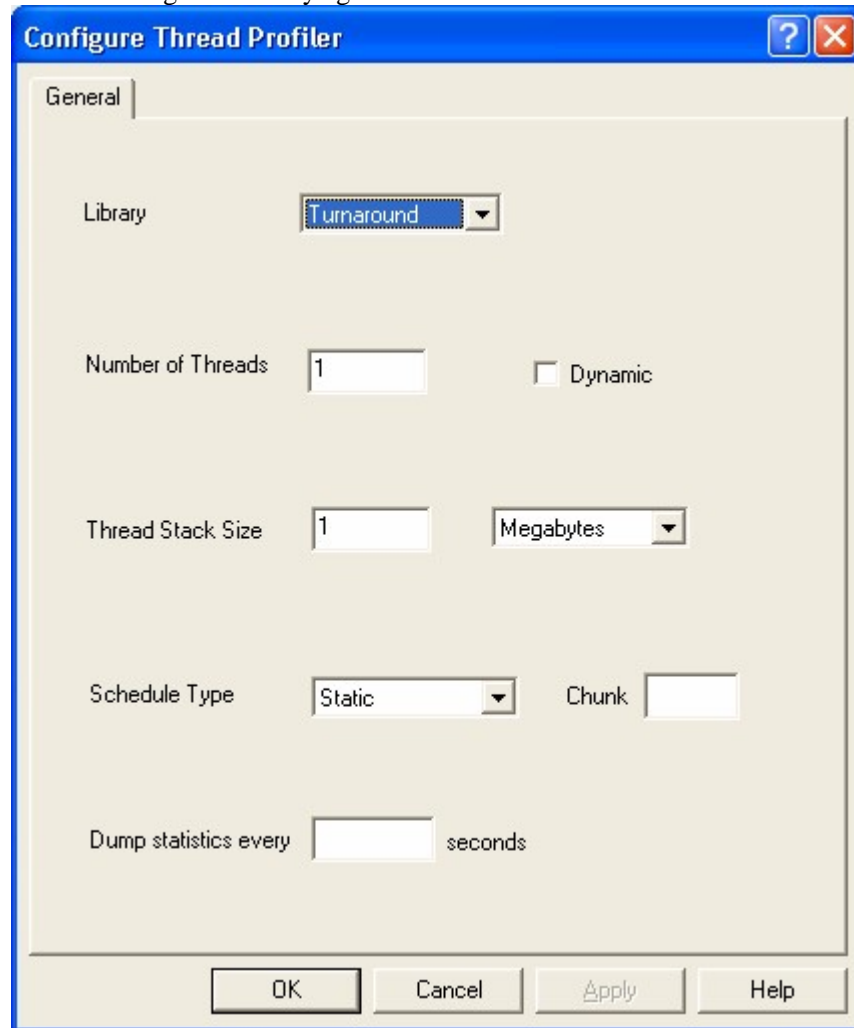 Configure Thread Profiler
General
Library Turnaround
Number of Threads 1 Dynamic
Thread Stack Size 1 Megabytes
Schedule Type Static Chunk
Dump statistics every seconds
OK Cancel Apply Help